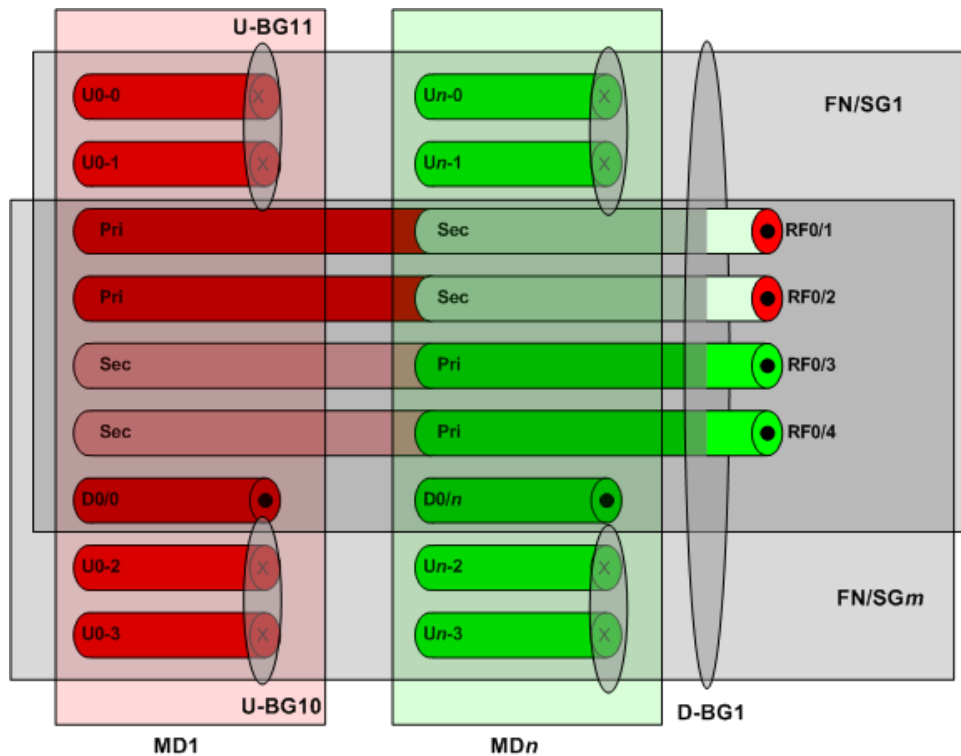 U-BG11
U0-0 X Un-0 X FN/SG1
U0-1 X Un-1 X
Pri Sec RF0/1
Pri Sec RF0/2
Sec Pri RF0/3
Sec Pri RF0/4
D0/0 D0/n
U0-2 X Un-2 X FN/SGm
U0-3 X Un-3 X
U-BG10 D-BG1
MD1 MDn